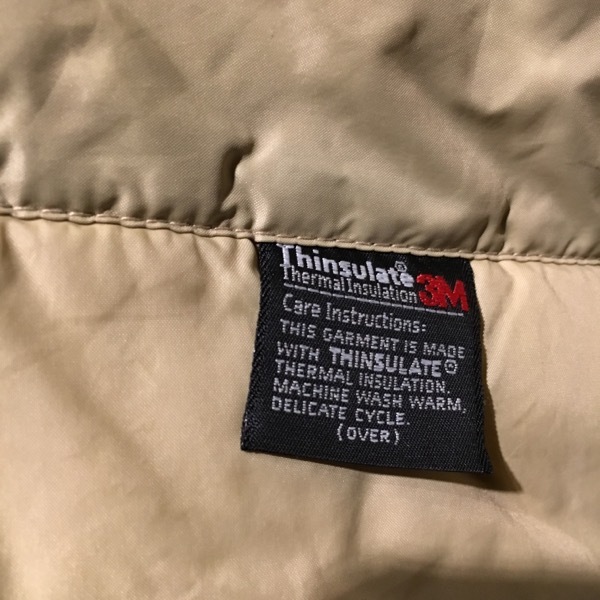 Thinsulate®
Thermal Insulation 3M
Care Instructions:
THIS GARMENT IS MADE
WITH THINSULATE®
THERMAL INSULATION.
MACHINE WASH WARM,
DELICATE CYCLE.
(OVER)